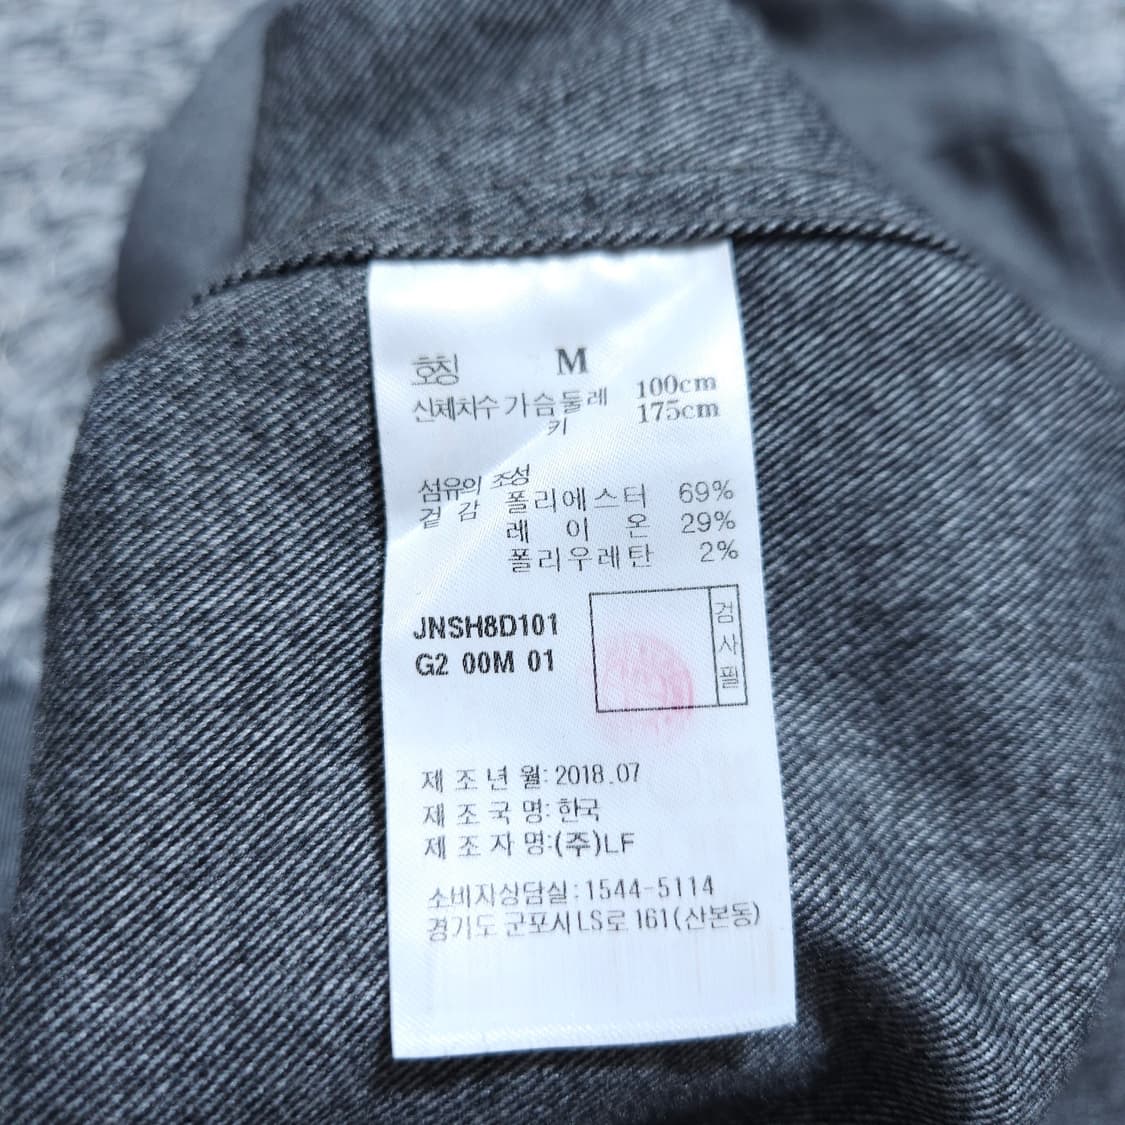 호칭 M
신체치수 가슴둘레 100cm
키 175cm
섬유의 조성
겉감 폴리에스터 69%
레이온 29%
폴리우레탄 2%
JNSH8D101
G2 00M 01
검사필
제조년월:2018.07
제조국명:한국
제조자명:(주)LF
소비자상담실:1544-5114
경기도 군포시 LS로 161(산본동)